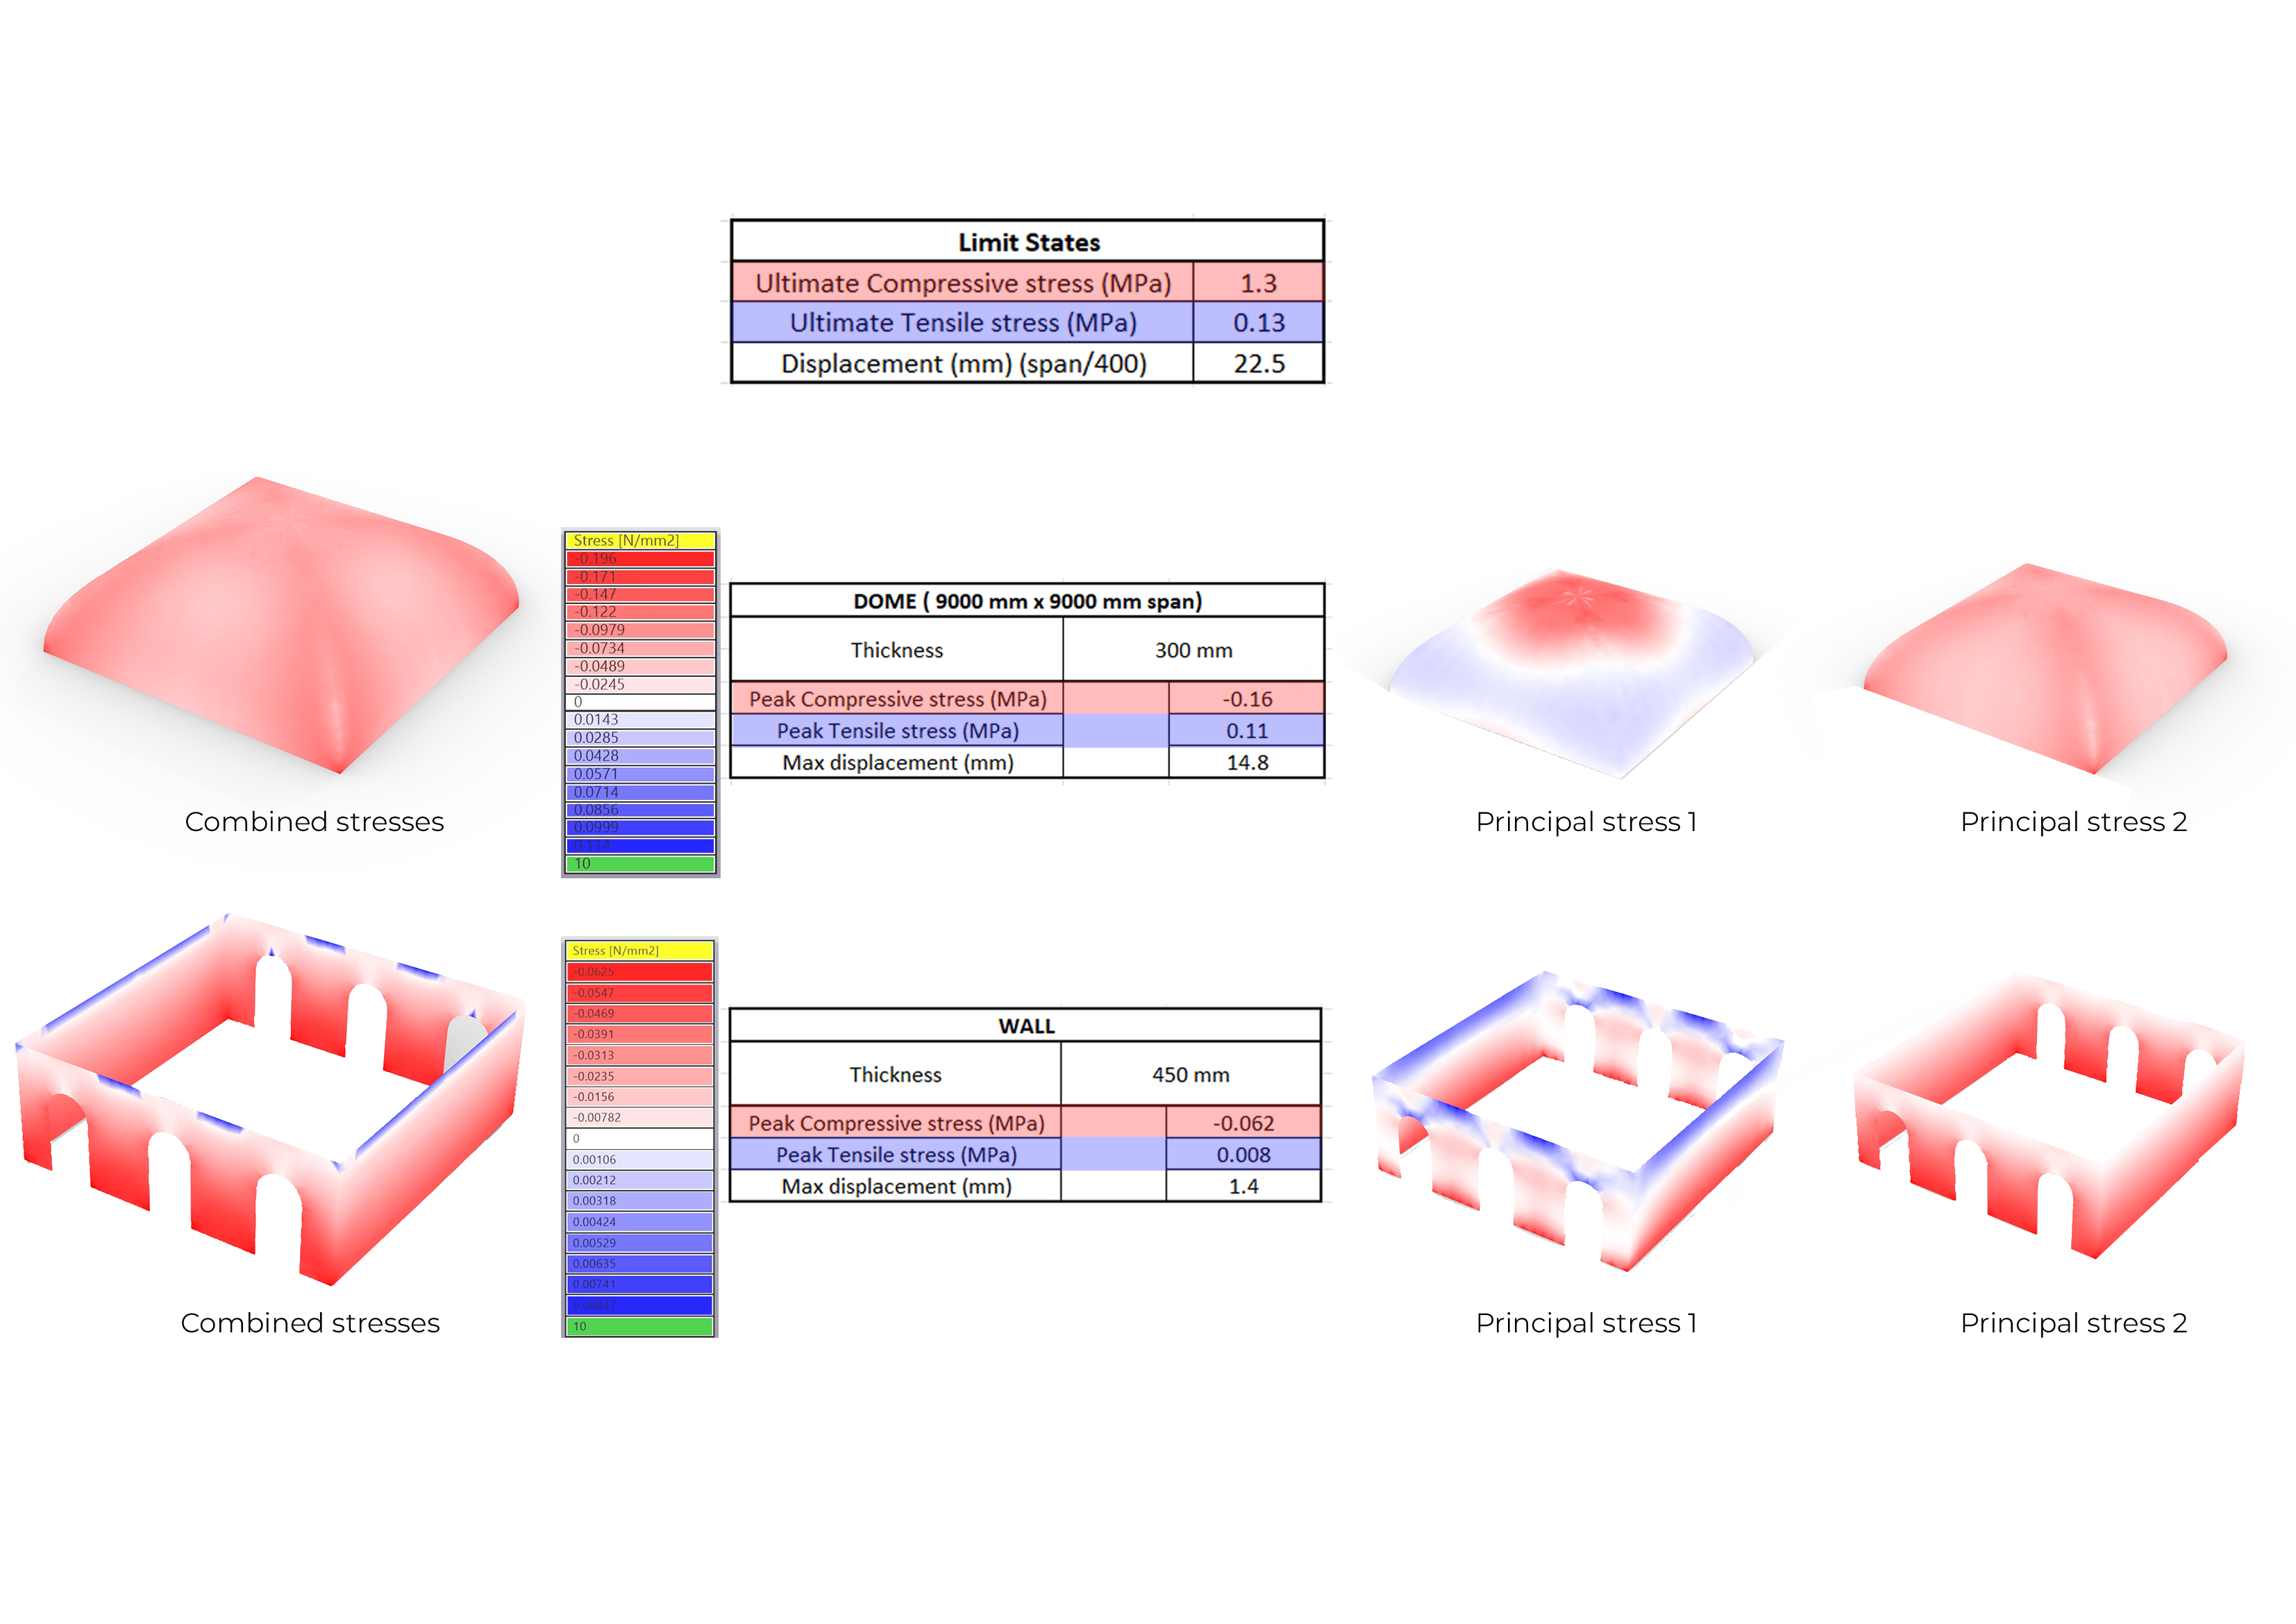 Limit States
Ultimate Compressive stress (MPa) 1.3
Ultimate Tensile stress (MPa) 0.13
Displacement (mm) (span/400) 22.5
Combined stresses
Stress [N/mm2]
-0.196
-0.171
-0.147
-0.122
-0.0979
-0.0734
-0.0489
-0.0245
0
0.0143
0.0285
0.0428
0.0571
0.0714
0.0856
0.0999
0.114
10
DOME ( 9000 mm x 9000 mm span)
Thickness 300 mm
Peak Compressive stress (MPa) -0.16
Peak Tensile stress (MPa) 0.11
Max displacement (mm) 14.8
Principal stress 1
Principal stress 2
Combined stresses
Stress [N/mm2]
-0.0625
-0.0547
-0.0469
-0.0391
-0.0313
-0.0235
-0.0156
-0.00782
0
0.00106
0.00212
0.00318
0.00424
0.00529
0.00635
0.00741
0.00847
10
WALL
Thickness 450 mm
Peak Compressive stress (MPa) -0.062
Peak Tensile stress (MPa) 0.008
Max displacement (mm) 1.4
Principal stress 1
Principal stress 2